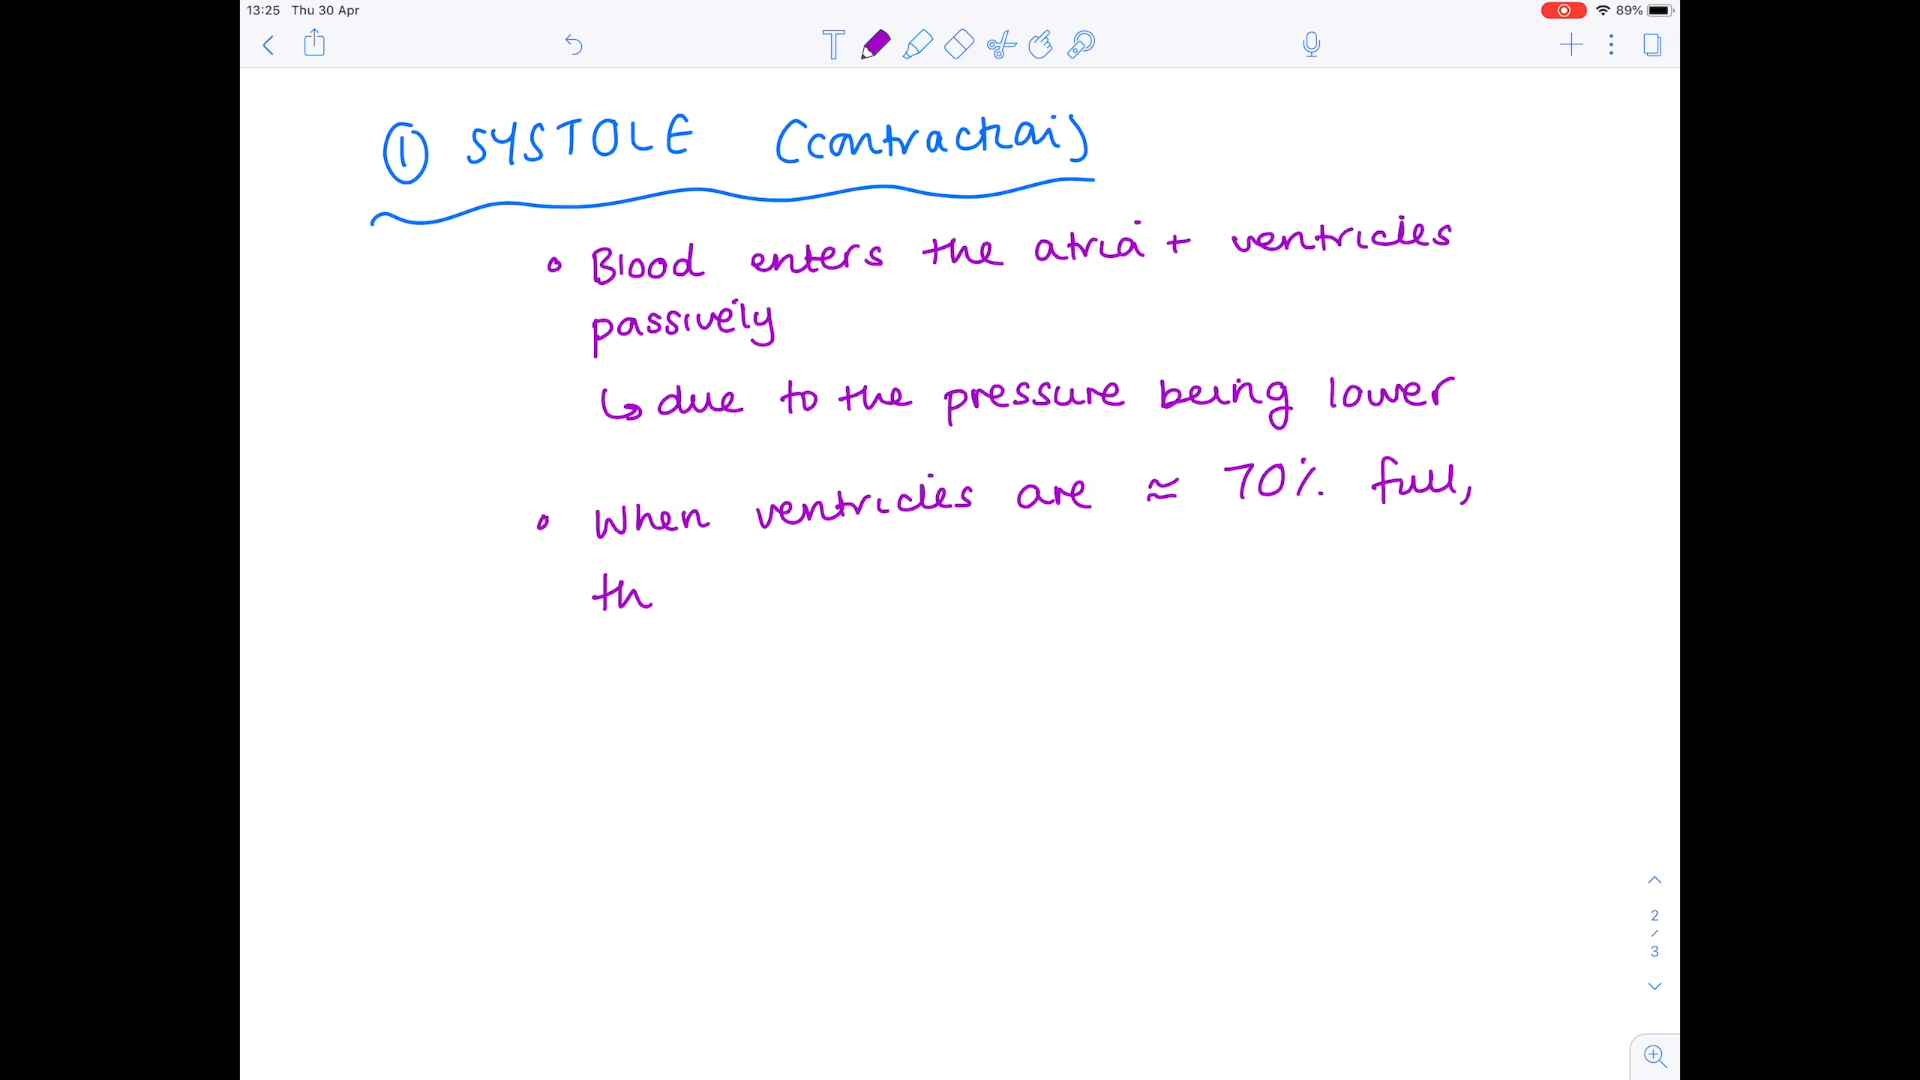 13:25 Thu 30 Apr
89%
① SYSTOLE (contraction)
• Blood enters the atria + ventricles
passively
↳ due to the pressure being lower
• When ventricles are ≈ 70% full,
th
2
/
3